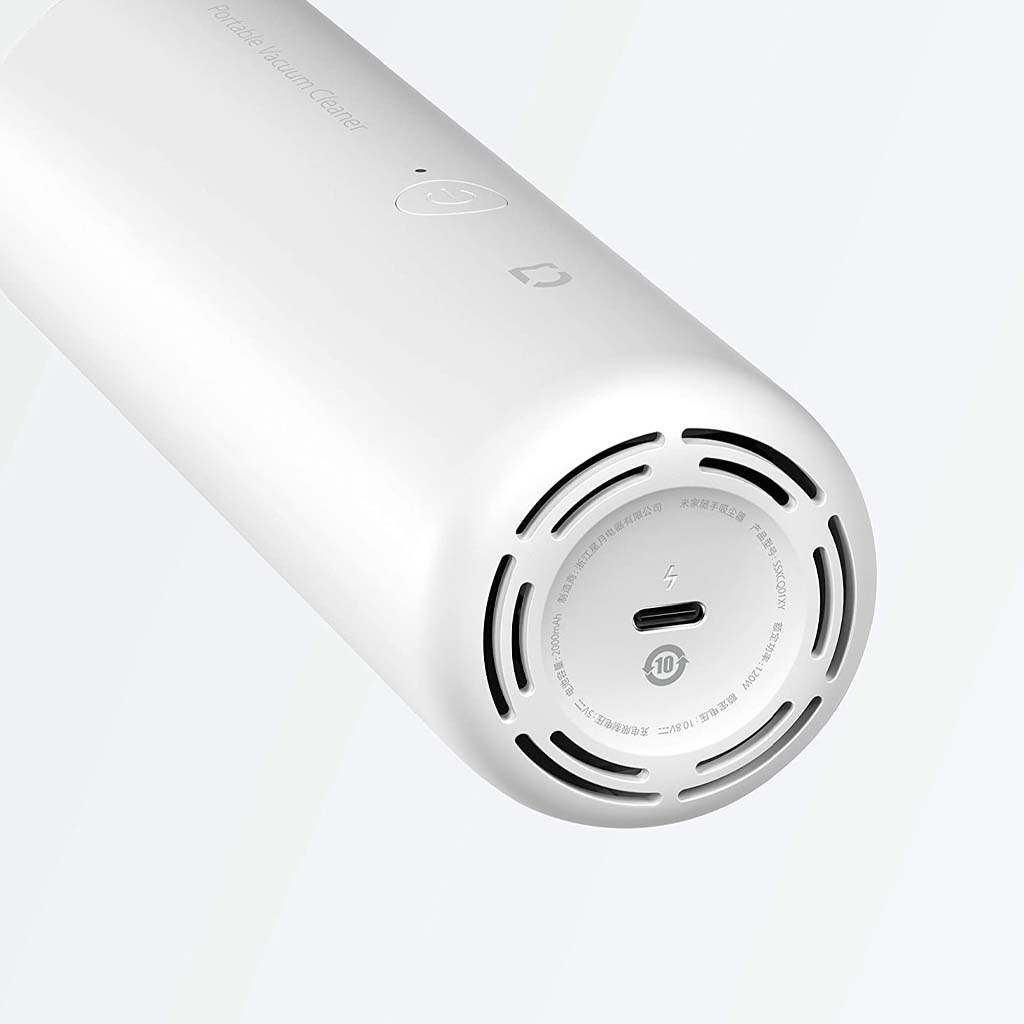 Portable Vacuum Cleaner
米家随手吸尘器
产品型号:SSXCQ01XY
额定功率:120W
额定电压:10.8V⎓
充电限制电压:5V⎓
电池容量:2000mAh
制造商:浙江星月电器有限公司
10